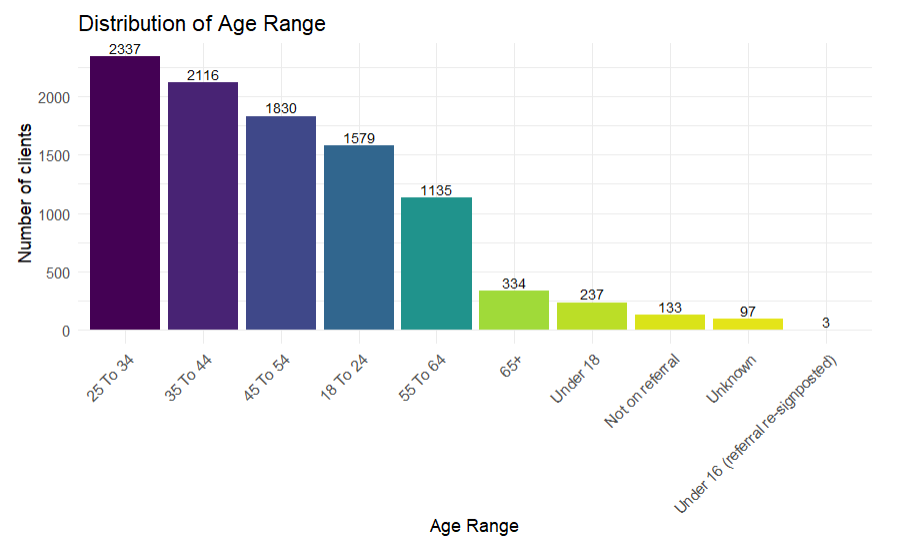 Distribution of Age Range
2337
2116
1830
1579
1135
334
237
133
97
3
Number of clients
2000
1500
1000
500
0
25 To 34
35 To 44
45 To 54
18 To 24
55 To 64
65+
Under 18
Not on referral
Unknown
Under 16 (referral re-signposted)
Age Range